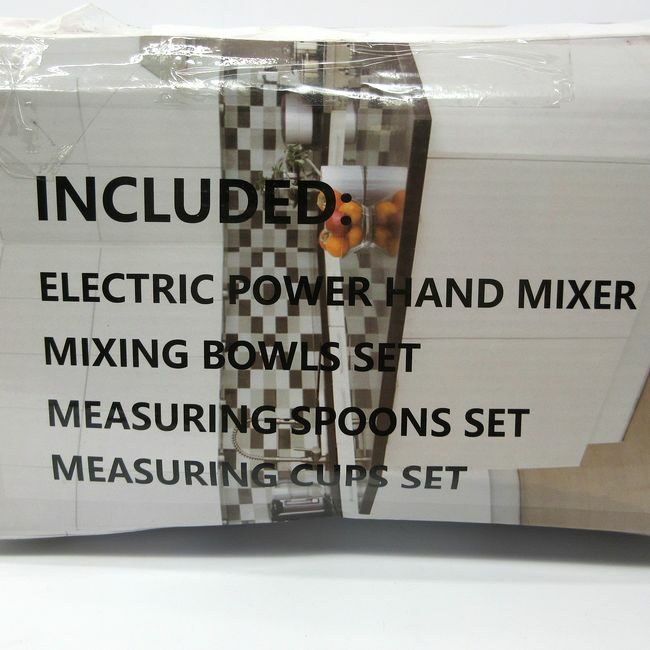 INCLUDED:
ELECTRIC POWER HAND MIXER
MIXING BOWLS SET
MEASURING SPOONS SET
MEASURING CUPS SET